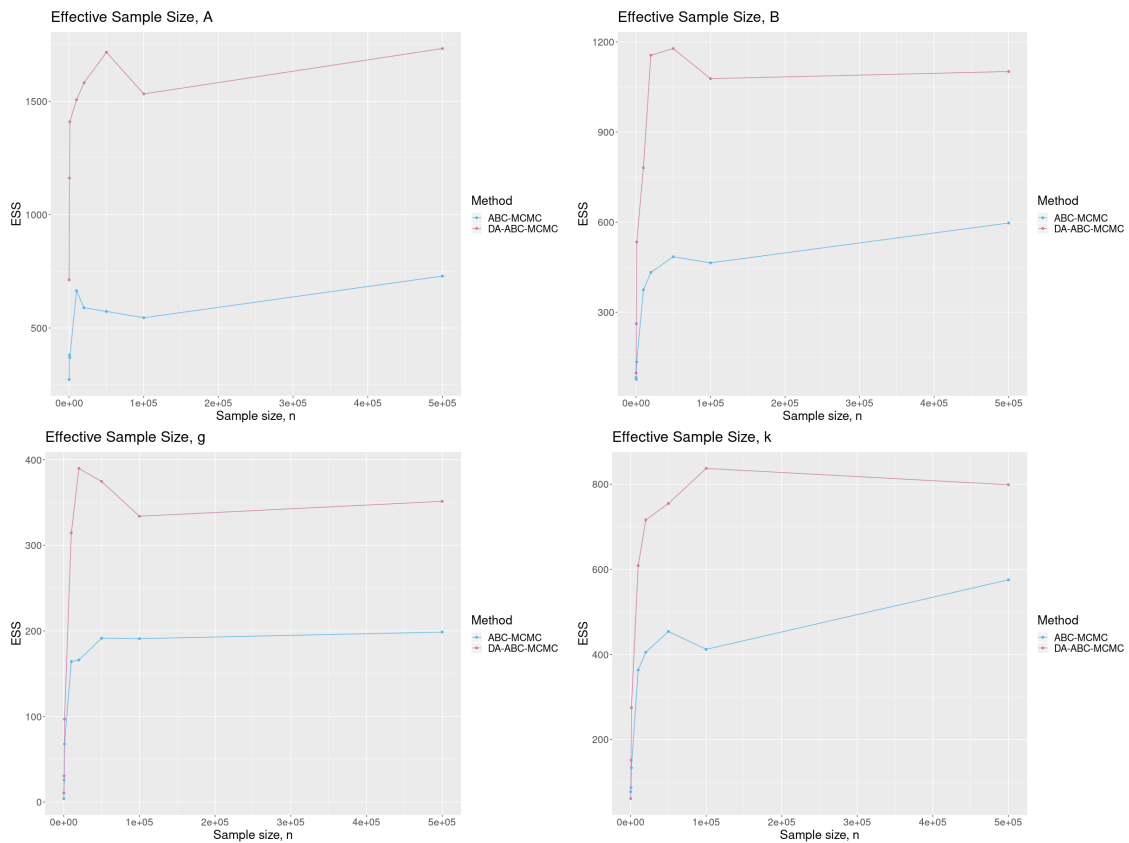 Effective Sample Size, A
ESS
1500
1000
500
0e+00 1e+05 2e+05 3e+05 4e+05 5e+05
Sample size, n
Method
ABC-MCMC
DA-ABC-MCMC
Effective Sample Size, B
ESS
1200
900
600
300
0e+00 1e+05 2e+05 3e+05 4e+05 5e+05
Sample size, n
Method
ABC-MCMC
DA-ABC-MCMC
Effective Sample Size, g
ESS
400
300
200
100
0
0e+00 1e+05 2e+05 3e+05 4e+05 5e+05
Sample size, n
Method
ABC-MCMC
DA-ABC-MCMC
Effective Sample Size, k
ESS
800
600
400
200
0e+00 1e+05 2e+05 3e+05 4e+05 5e+05
Sample size, n
Method
ABC-MCMC
DA-ABC-MCMC